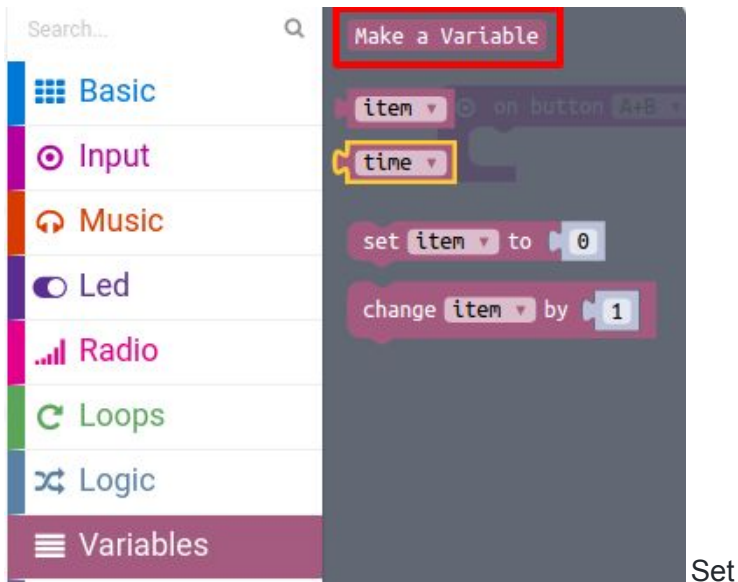 Search...
Basic
Input
Music
Led
Radio
Loops
Logic
Variables
Make a Variable
item
on button A+B
time
set item to 0
change item by 1
Set